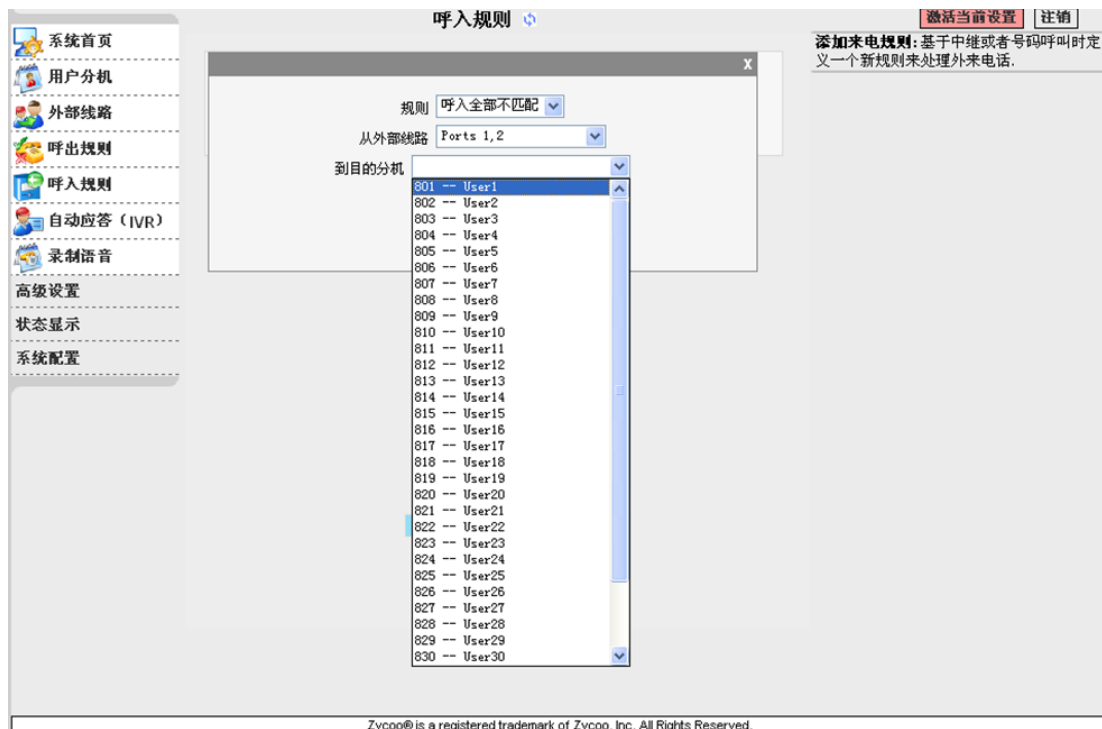 呼入规则
激活当前设置
注销
系统首页
用户分机
外部线路
呼出规则
呼入规则
自动应答（IVR）
录制语音
高级设置
状态显示
系统配置
X
规则 呼入全部不匹配
从外部线路 Ports 1,2
到目的分机
801 -- User1
802 -- User2
803 -- User3
804 -- User4
805 -- User5
806 -- User6
807 -- User7
808 -- User8
809 -- User9
810 -- User10
811 -- User11
812 -- User12
813 -- User13
814 -- User14
815 -- User15
816 -- User16
817 -- User17
818 -- User18
819 -- User19
820 -- User20
821 -- User21
822 -- User22
823 -- User23
824 -- User24
825 -- User25
826 -- User26
827 -- User27
828 -- User28
829 -- User29
830 -- User30
添加来电规则:基于中继或者号码呼叫时定
义一个新规则来处理外来电话.
Zycoo® is a registered trademark of Zycoo, Inc. All Rights Reserved.